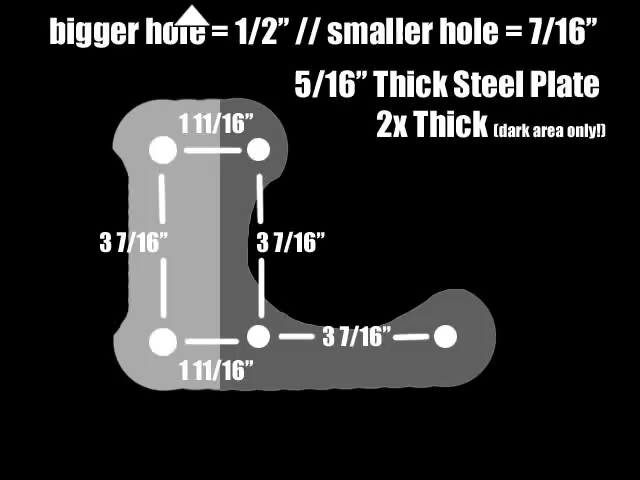 bigger hole = 1/2” // smaller hole = 7/16”
5/16” Thick Steel Plate
2x Thick (dark area only!)
1 11/16”
3 7/16” 3 7/16”
3 7/16”
1 11/16”